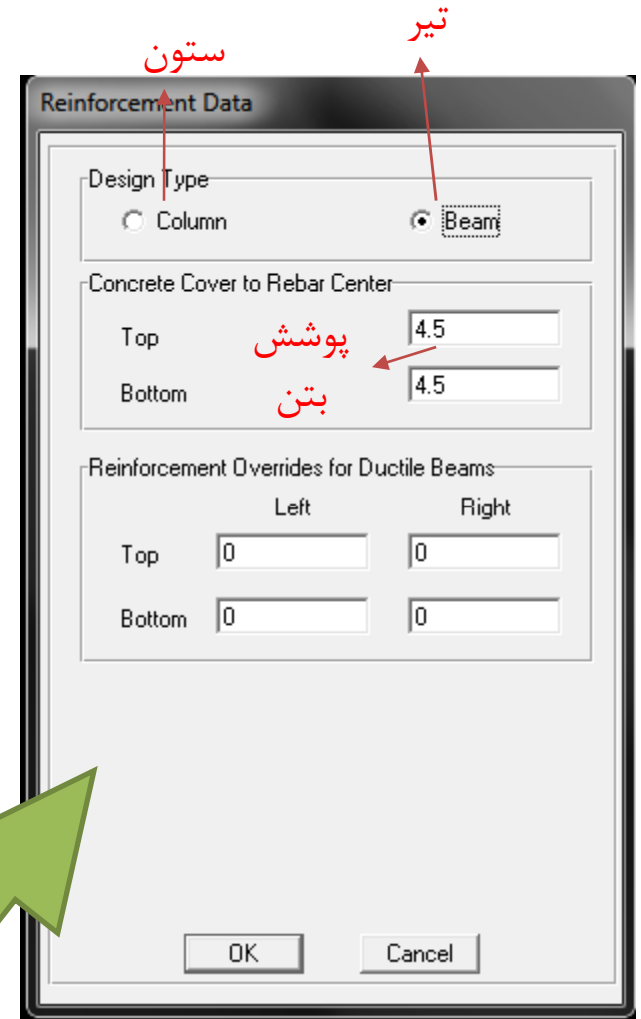 تیر
ستون
Reinforcement Data
Design Type
Column Beam
Concrete Cover to Rebar Center
Top پوشش 4.5
Bottom بتن 4.5
Reinforcement Overrides for Ductile Beams
Left Right
Top 0 0
Bottom 0 0
OK Cancel